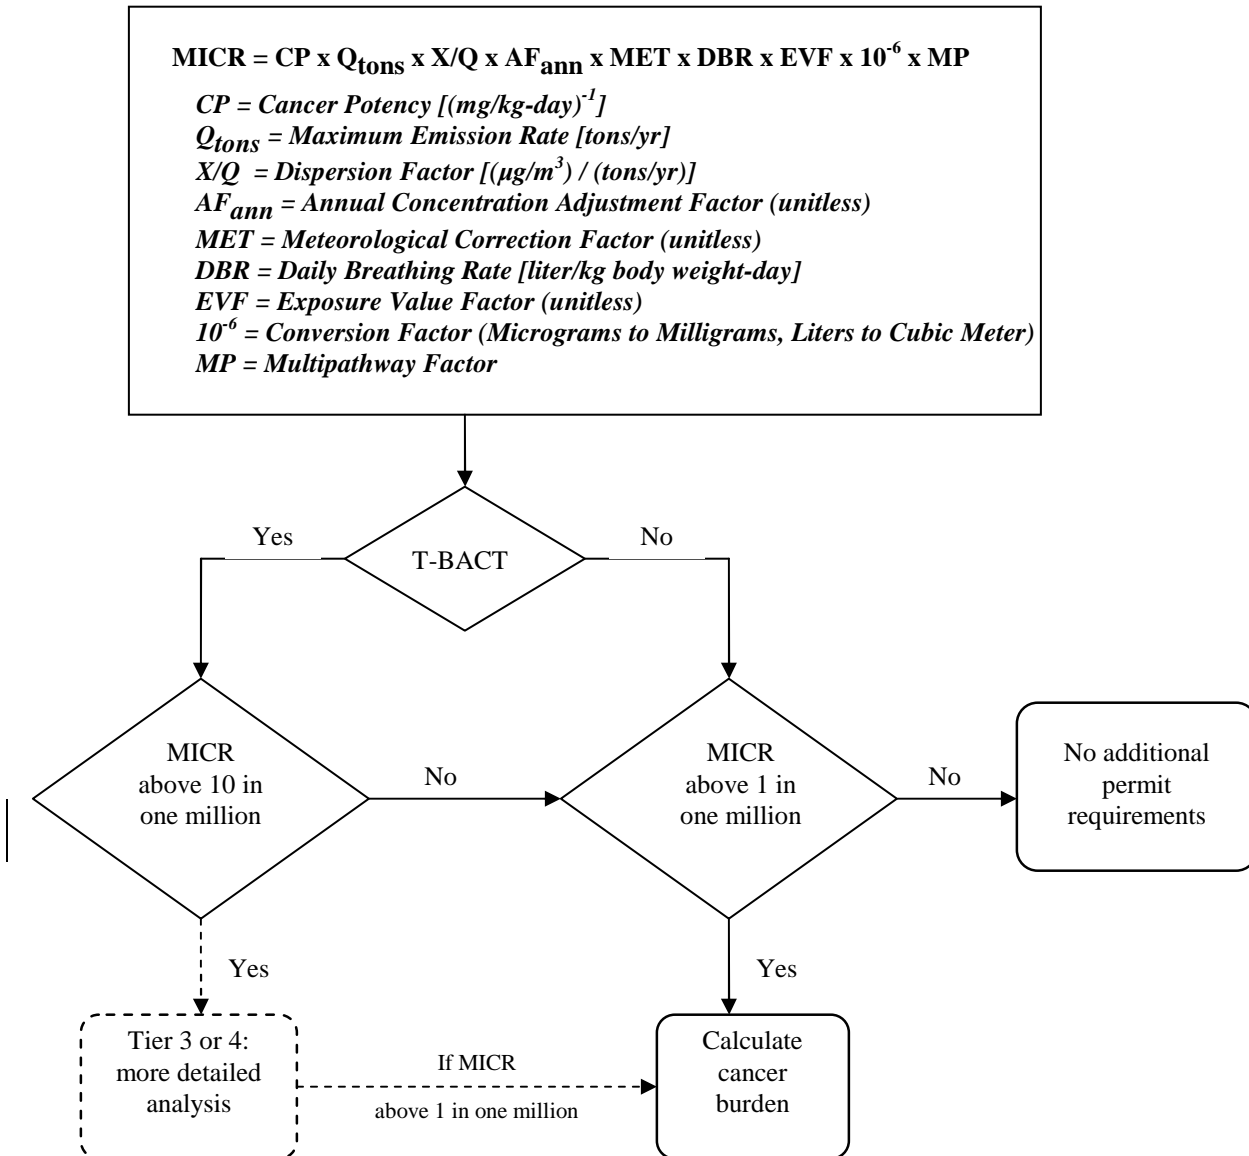 MICR = CP x Qtons x X/Q x AFann x MET x DBR x EVF x 10-6 x MP
CP = Cancer Potency [(mg/kg-day)-1]
Qtons = Maximum Emission Rate [tons/yr]
X/Q = Dispersion Factor [(µg/m3) / (tons/yr)]
AFann = Annual Concentration Adjustment Factor (unitless)
MET = Meteorological Correction Factor (unitless)
DBR = Daily Breathing Rate [liter/kg body weight-day]
EVF = Exposure Value Factor (unitless)
10-6 = Conversion Factor (Micrograms to Milligrams, Liters to Cubic Meter)
MP = Multipathway Factor
Yes
T-BACT
No
MICR
above 10 in
one million
No
MICR
above 1 in
one million
No
No additional
permit
requirements
Yes
Yes
Tier 3 or 4:
more detailed
analysis
If MICR
above 1 in one million
Calculate
cancer
burden